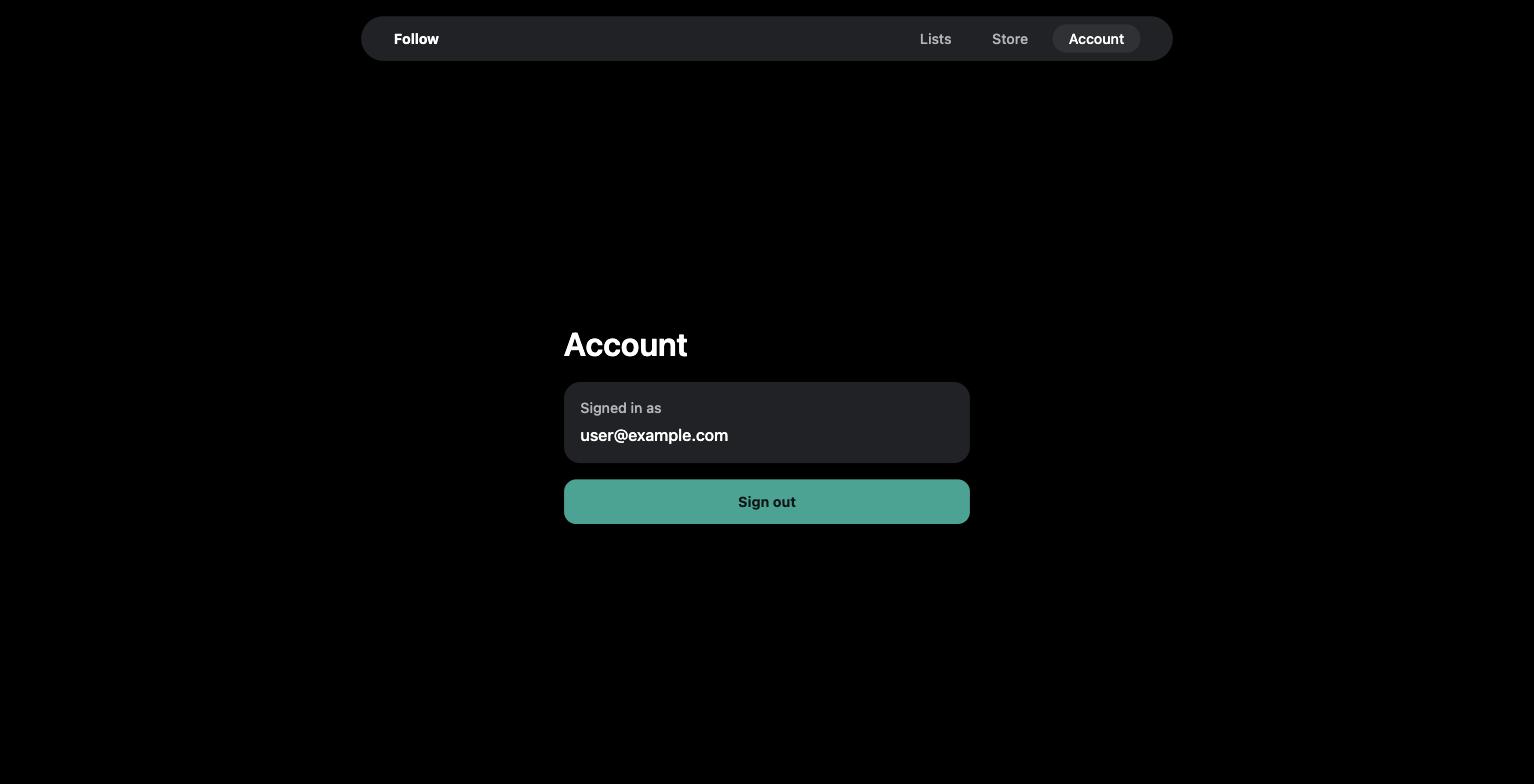 Follow
Lists
Store
Account
Account
Signed in as
user@example.com
Sign out